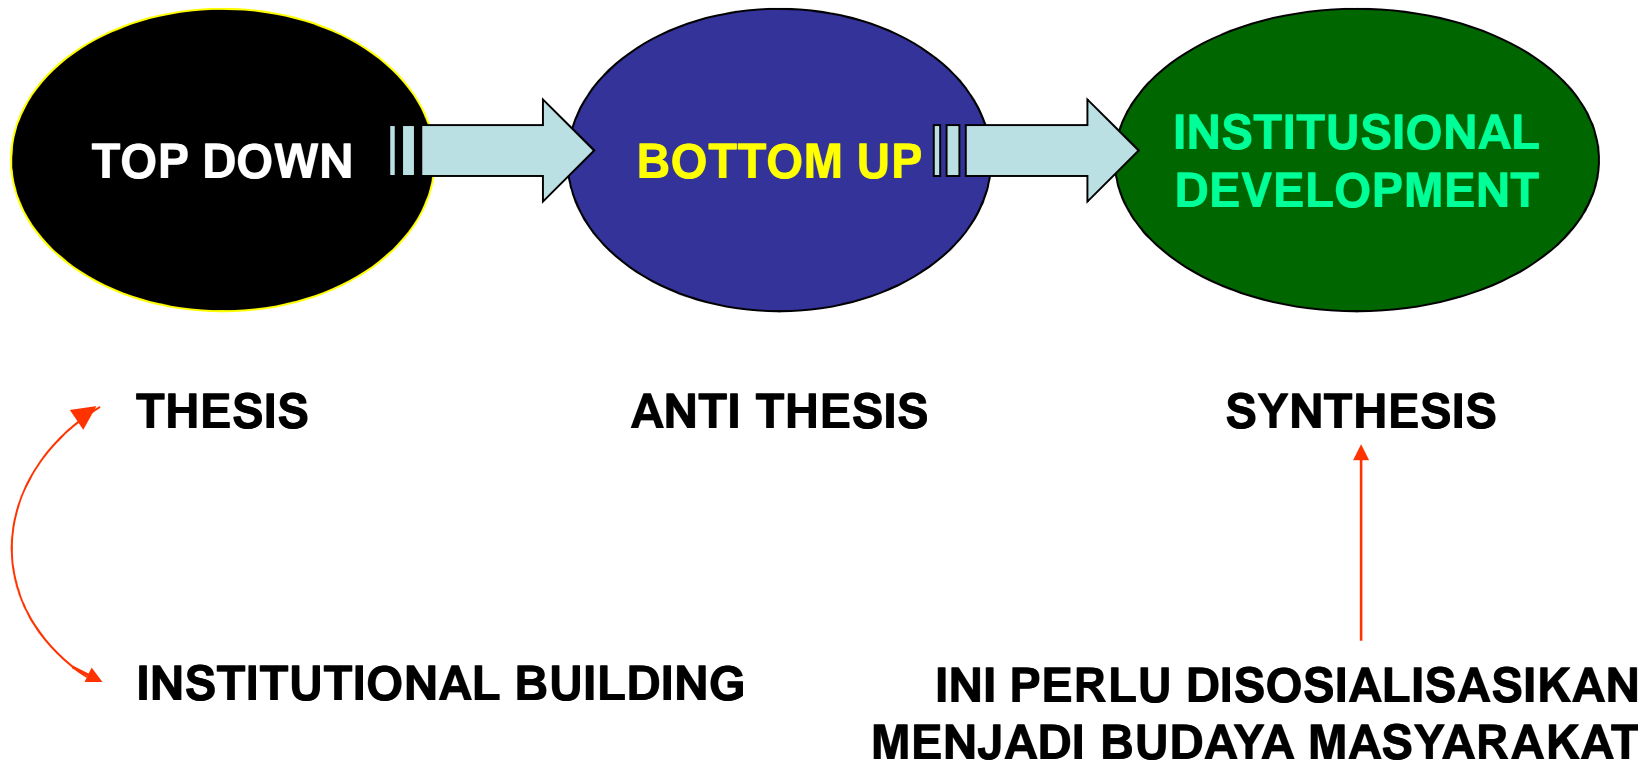 TOP DOWN
BOTTOM UP
INSTITUSIONAL
DEVELOPMENT
THESIS
ANTI THESIS
SYNTHESIS
INSTITUTIONAL BUILDING
INI PERLU DISOSIALISASIKAN
MENJADI BUDAYA MASYARAKAT